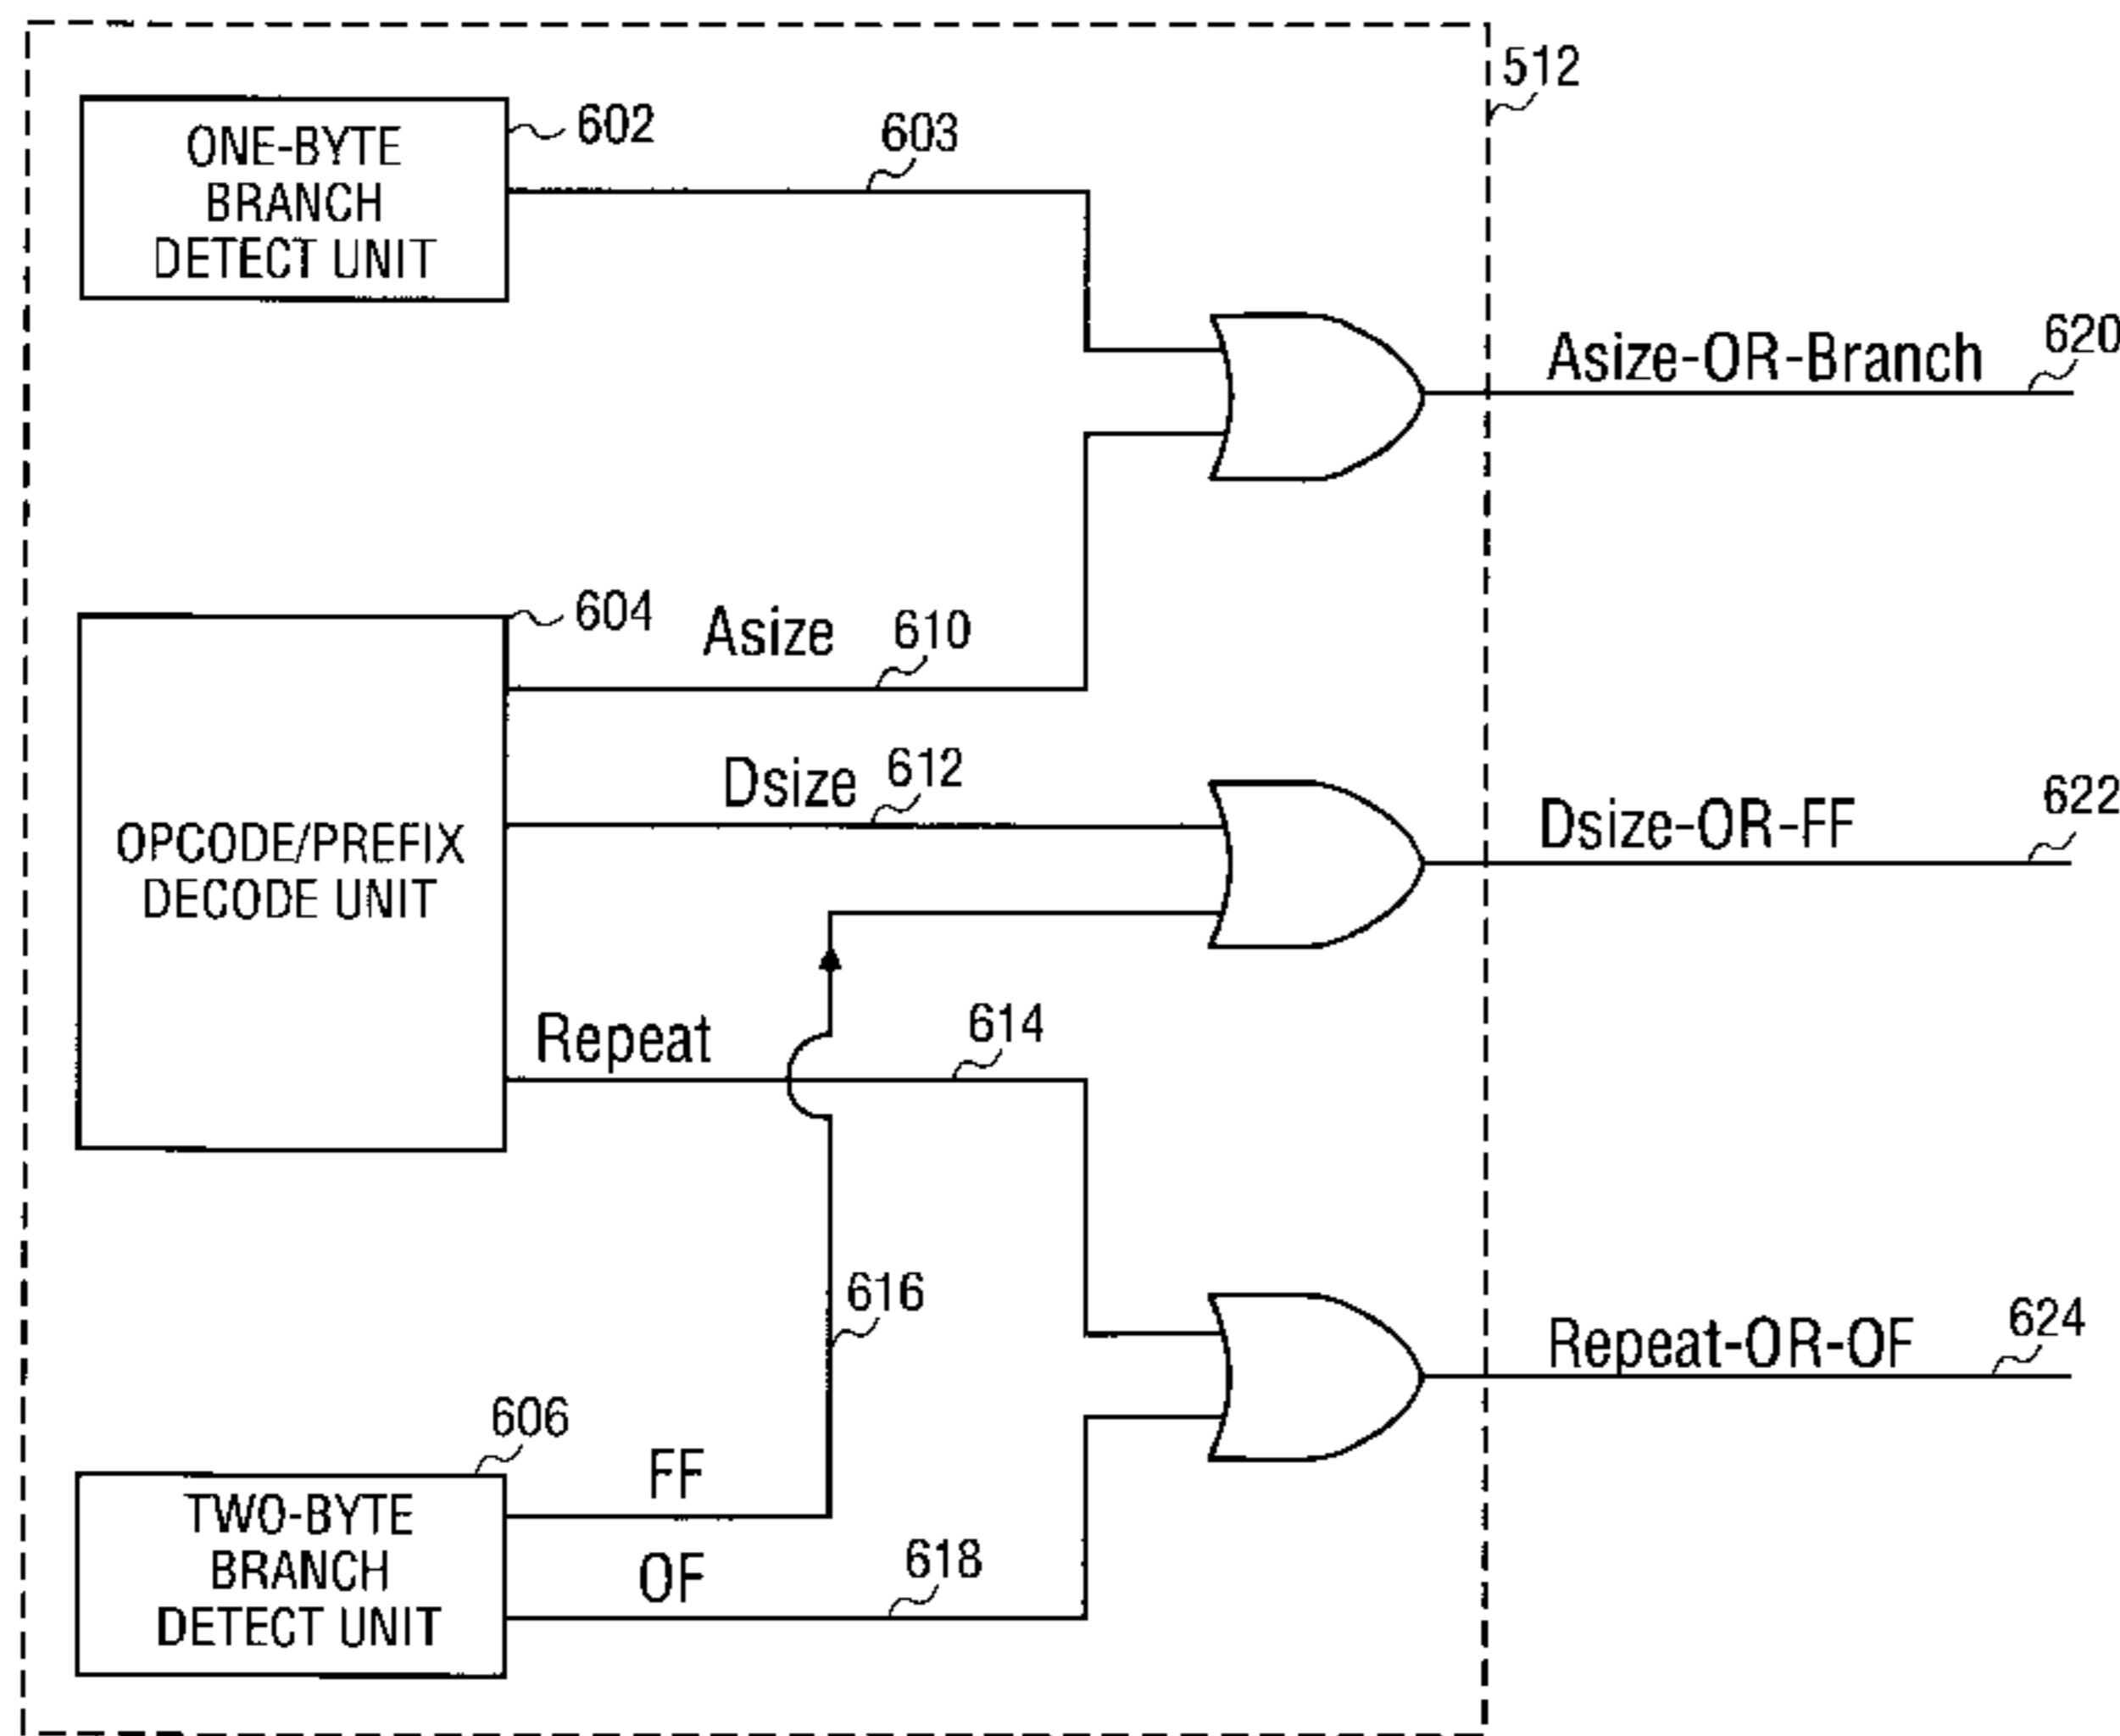 512
ONE-BYTE
BRANCH
DETECT UNIT
602
603
Asize-OR-Branch
620
604
Asize
610
OPCODE/PREFIX
DECODE UNIT
Dsize
612
Dsize-OR-FF
622
Repeat
614
616
Repeat-OR-OF
624
606
TWO-BYTE
BRANCH
DETECT UNIT
FF
OF
618